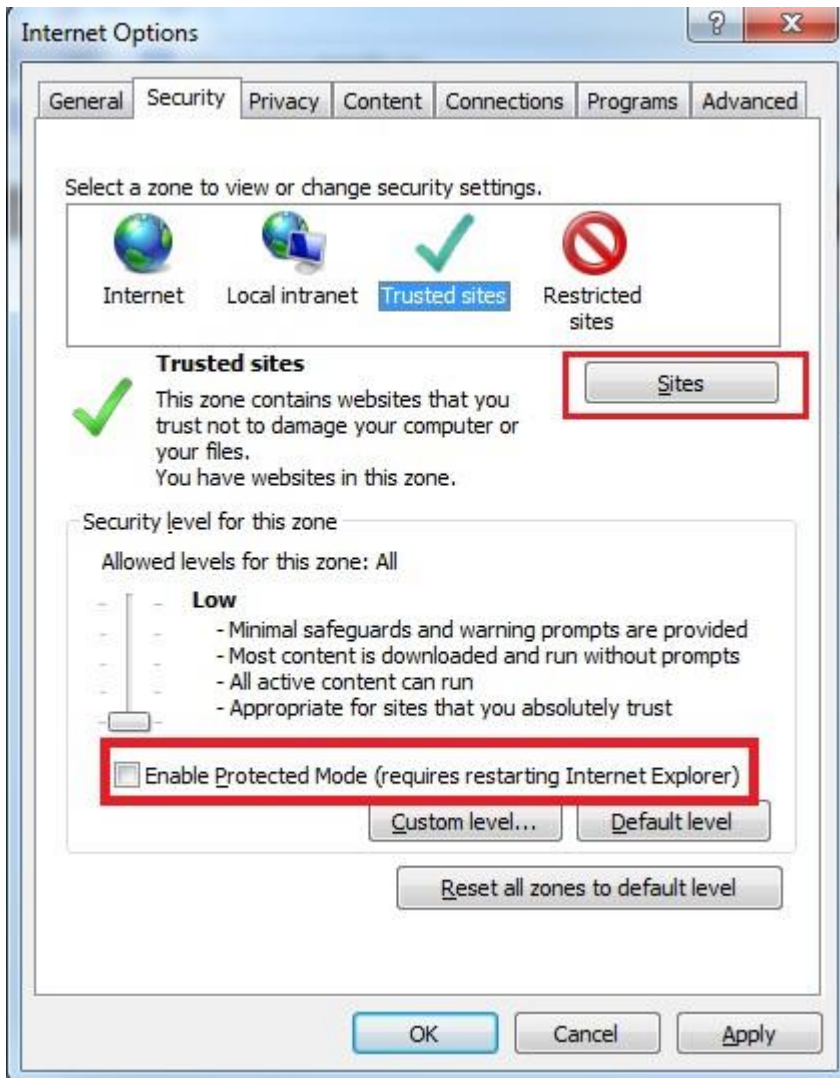 Internet Options
General Security Privacy Content Connections Programs Advanced
Select a zone to view or change security settings.
Internet Local intranet Trusted sites Restricted
sites
Trusted sites
Sites
This zone contains websites that you
trust not to damage your computer or
your files.
You have websites in this zone.
Security level for this zone
Allowed levels for this zone: All
Low
- Minimal safeguards and warning prompts are provided
- Most content is downloaded and run without prompts
- All active content can run
- Appropriate for sites that you absolutely trust
Enable Protected Mode (requires restarting Internet Explorer)
Custom level... Default level
Reset all zones to default level
OK Cancel Apply